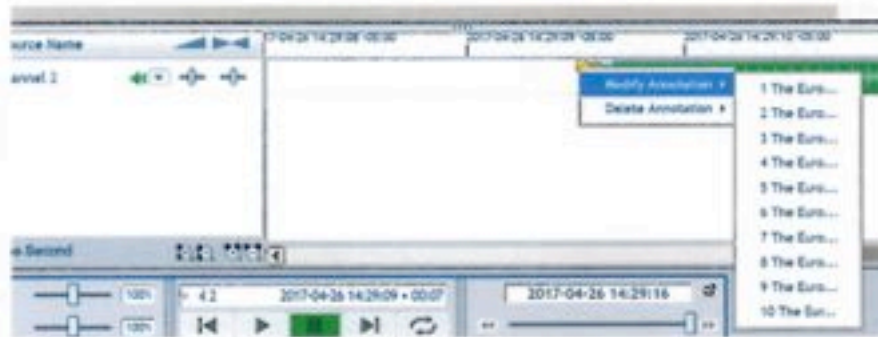 ource Name
2017-04-26 14:29:08 -05:00
2017-04-26 14:29:09 -05:00
2017-04-26 14:29:10 -05:00
annel 2
Modify Annotation
Delete Annotation
1 The Euro...
2 The Euro...
3 The Euro...
4 The Euro...
5 The Euro...
6 The Euro...
7 The Euro...
8 The Euro...
9 The Euro...
10 The Eur...
Second
100%
4.2
2017-04-26 14:29:09 + 00:07
2017-04-26 14:29:16
100%